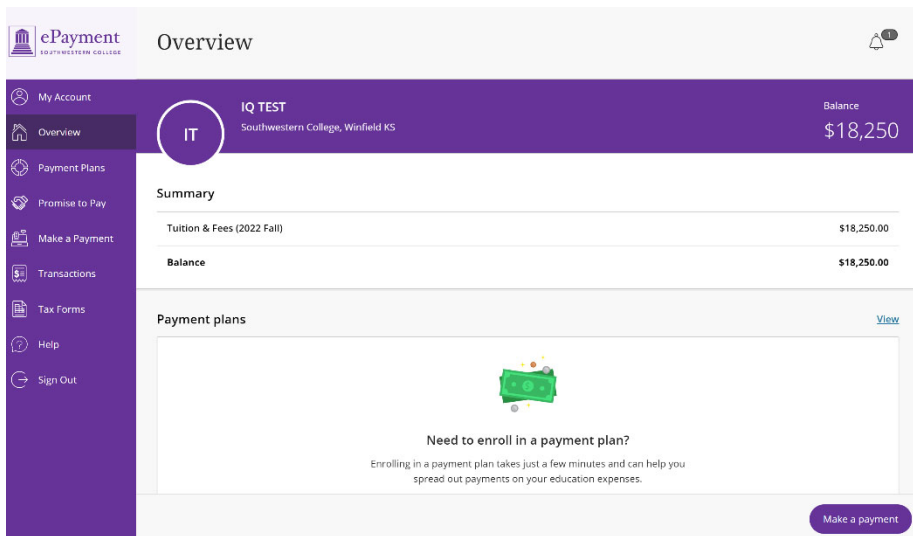 ePayment
SOUTHWESTERN COLLEGE
Overview
1
My Account
Overview
Payment Plans
Promise to Pay
Make a Payment
Transactions
Tax Forms
Help
Sign Out
IT
IQ TEST
Southwestern College, Winfield KS
Balance
$18,250
Summary
Tuition & Fees (2022 Fall) $18,250.00
Balance $18,250.00
Payment plans View
Need to enroll in a payment plan?
Enrolling in a payment plan takes just a few minutes and can help you
spread out payments on your education expenses.
Make a payment